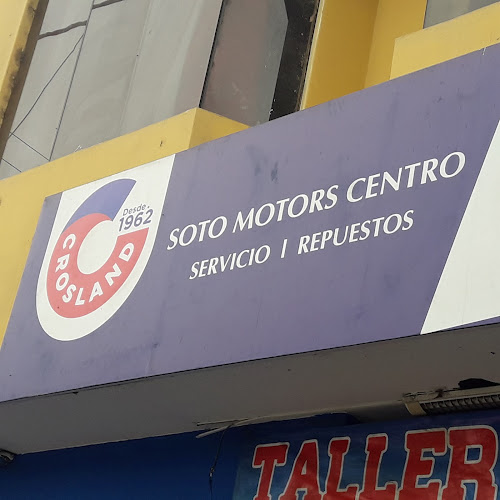 Desde
1962
CROSLAND
SOTO MOTORS CENTRO
SERVICIO | REPUESTOS
TALLER